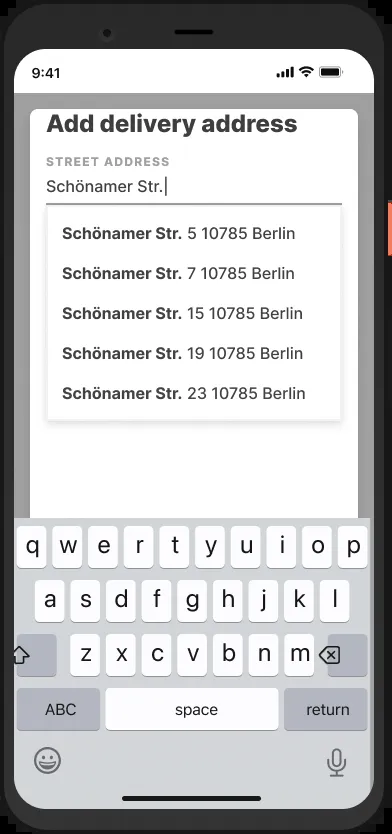 9:41
Add delivery address
STREET ADDRESS
Schönamer Str.
Schönamer Str. 5 10785 Berlin
Schönamer Str. 7 10785 Berlin
Schönamer Str. 15 10785 Berlin
Schönamer Str. 19 10785 Berlin
Schönamer Str. 23 10785 Berlin
q w e r t y u i o p
a s d f g h j k l
z x c v b n m
ABC space return